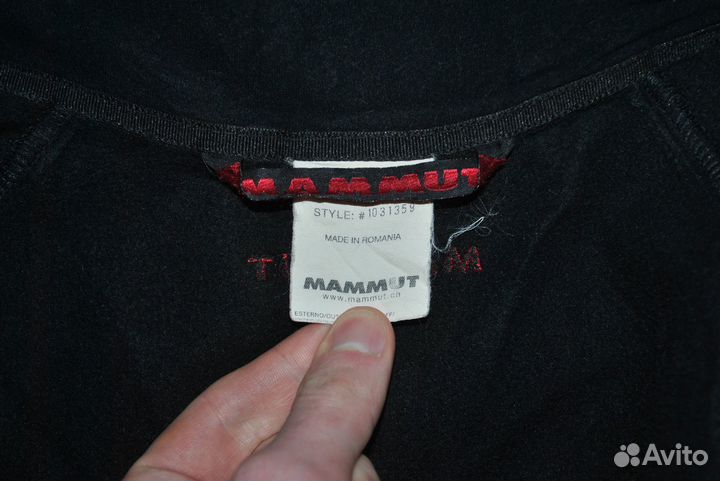 MAMMUT
STYLE: #1031359
MADE IN ROMANIA
MAMMUT
www.mammut.ch
Avito